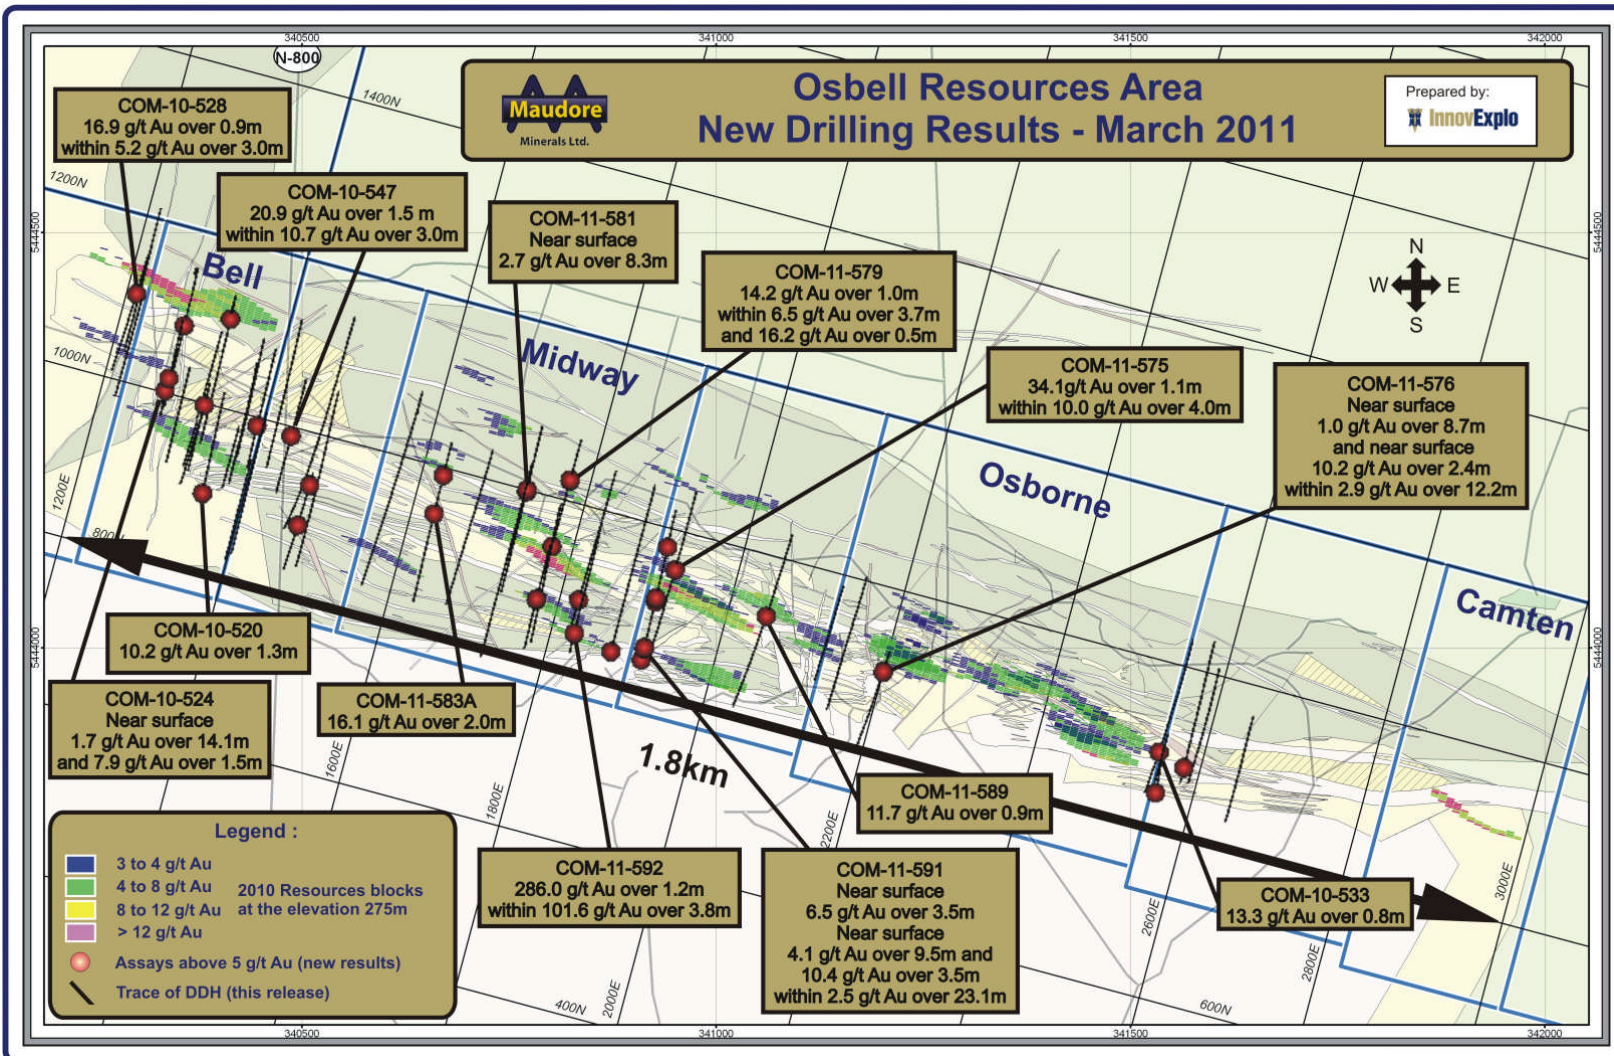 340500
341000
341500
342000
N-800
1400N
Maudore
Minerals Ltd.
Osbell Resources Area
New Drilling Results - March 2011
Prepared by:
InnovExplo
COM-10-528
16.9 g/t Au over 0.9m
within 5.2 g/t Au over 3.0m
1200N
COM-10-547
20.9 g/t Au over 1.5 m
within 10.7 g/t Au over 3.0m
COM-11-581
Near surface
2.7 g/t Au over 8.3m
COM-11-579
14.2 g/t Au over 1.0m
within 6.5 g/t Au over 3.7m
and 16.2 g/t Au over 0.5m
5444500
5444500
N
W E
S
Bell
Midway
1000N
COM-11-575
34.1g/t Au over 1.1m
within 10.0 g/t Au over 4.0m
COM-11-576
Near surface
1.0 g/t Au over 8.7m
and near surface
10.2 g/t Au over 2.4m
within 2.9 g/t Au over 12.2m
Osborne
1200E
800N
Camten
5444000
5444000
COM-10-520
10.2 g/t Au over 1.3m
COM-10-524
Near surface
1.7 g/t Au over 14.1m
and 7.9 g/t Au over 1.5m
COM-11-583A
16.1 g/t Au over 2.0m
1600E
1800E
1.8km
COM-11-589
11.7 g/t Au over 0.9m
2200E
COM-11-592
286.0 g/t Au over 1.2m
within 101.6 g/t Au over 3.8m
COM-11-591
Near surface
6.5 g/t Au over 3.5m
Near surface
4.1 g/t Au over 9.5m and
10.4 g/t Au over 3.5m
within 2.5 g/t Au over 23.1m
COM-10-533
13.3 g/t Au over 0.8m
3000E
2600E
2800E
Legend :
3 to 4 g/t Au
4 to 8 g/t Au
8 to 12 g/t Au
> 12 g/t Au
2010 Resources blocks
at the elevation 275m
Assays above 5 g/t Au (new results)
Trace of DDH (this release)
400N
2000E
600N
340500
341000
341500
342000